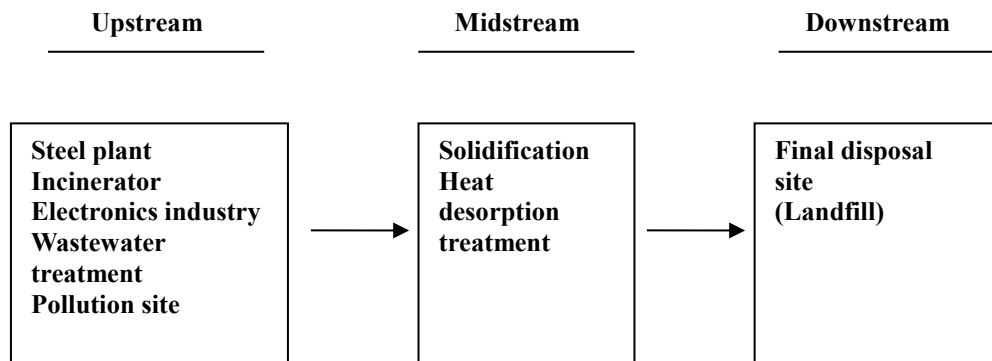 Upstream
Midstream
Downstream
Steel plant
Incinerator
Electronics industry
Wastewater
treatment
Pollution site
Solidification
Heat
desorption
treatment
Final disposal
site
(Landfill)